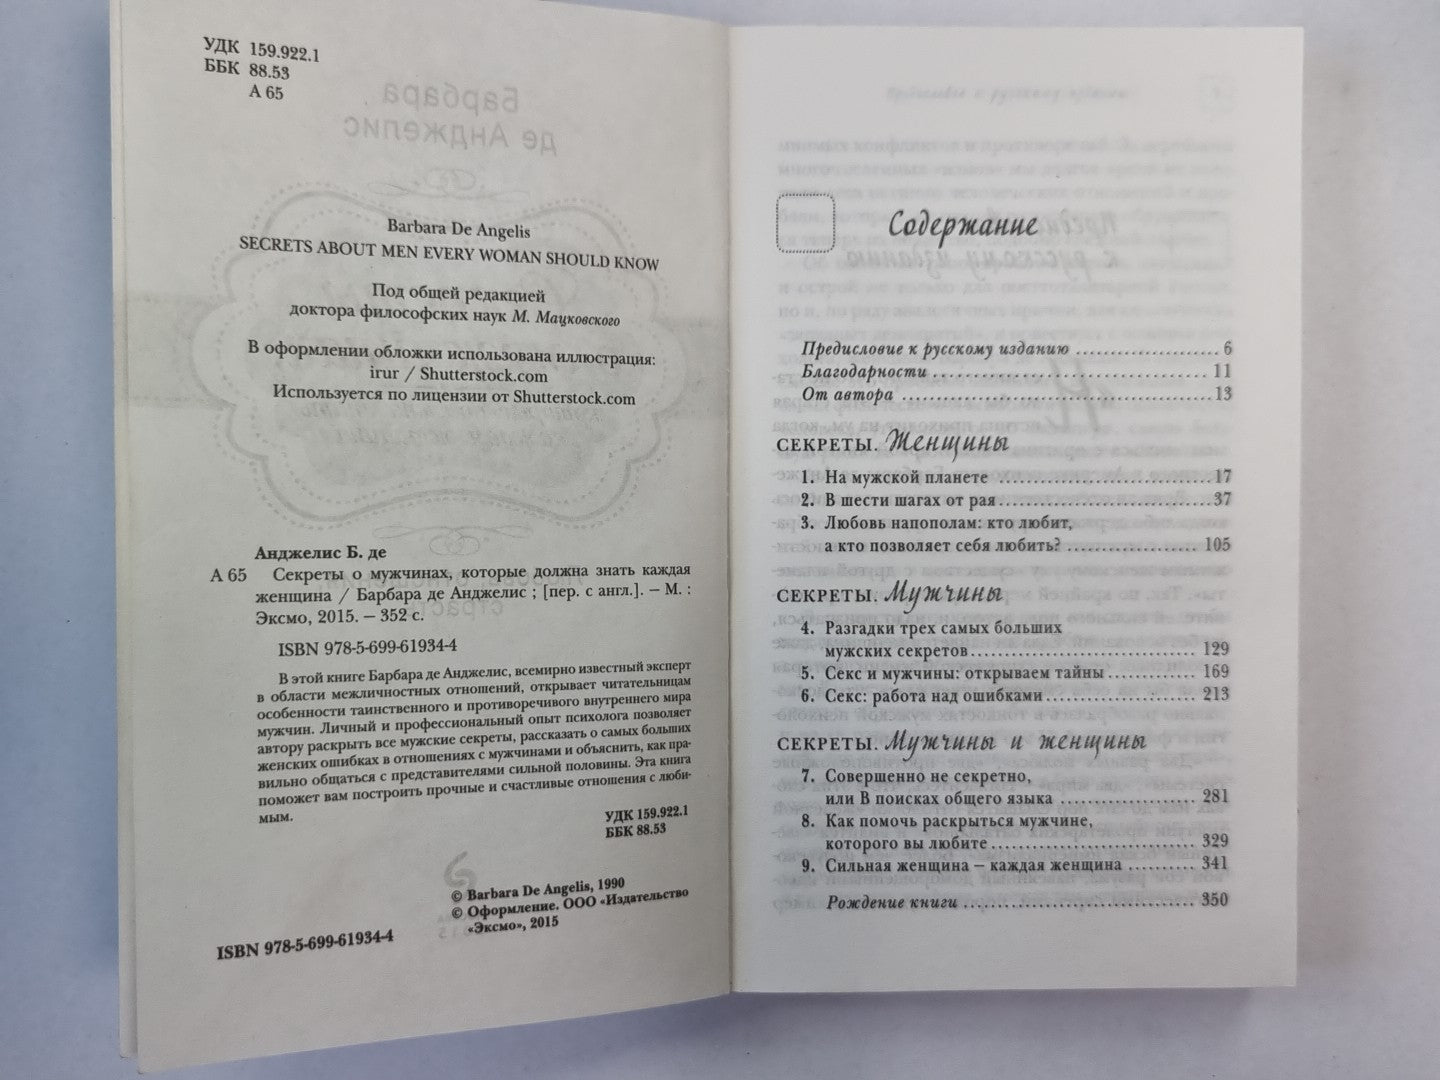 УДК 159.922.1
ББК 88.53
А 65
Barbara De Angelis
SECRETS ABOUT MEN EVERY WOMAN SHOULD KNOW
Под общей редакцией
доктора философских наук М. Мацковского
В оформлении обложки использована иллюстрация:
irur / Shutterstock.com
Используется по лицензии от Shutterstock.com
Анджелис Б. де
А 65 Секреты о мужчинах, которые должна знать каждая
женщина / Барбара де Анджелис ; [пер. с англ.]. — М. :
Эксмо, 2015. — 352 с.
ISBN 978-5-699-61934-4
В этой книге Барбара де Анджелис, всемирно известный эксперт
в области межличностных отношений, открывает читательницам
особенности таинственного и противоречивого внутреннего мира
мужчин. Личный и профессиональный опыт психолога позволяет
автору раскрыть все мужские секреты, рассказать о самых больших
женских ошибках в отношениях с мужчинами и объяснить, как пра-
вильно общаться с представителями сильной половины. Эта книга
поможет вам построить прочные и счастливые отношения с люби-
мым.
УДК 159.922.1
ББК 88.53
© Barbara De Angelis, 1990
© Оформление. ООО «Издательство
«Эксмо», 2015
ISBN 978-5-699-61934-4
Содержание
Предисловие к русскому изданию ................... 6
Благодарности ................... 11
От автора ................... 13
СЕКРЕТЫ. Женщины
1. На мужской планете ................... 17
2. В шести шагах от рая ................... 37
3. Любовь напополам: кто любит,
а кто позволяет себя любить? ................... 105
СЕКРЕТЫ. Мужчины
4. Разгадки трех самых больших
мужских секретов ................... 129
5. Секс и мужчины: открываем тайны ................... 169
6. Секс: работа над ошибками ................... 213
СЕКРЕТЫ. Мужчины и женщины
7. Совершенно не секретно,
или В поисках общего языка ................... 281
8. Как помочь раскрыться мужчине,
которого вы любите ................... 329
9. Сильная женщина — каждая женщина ................... 341
Рождение книги ................... 350